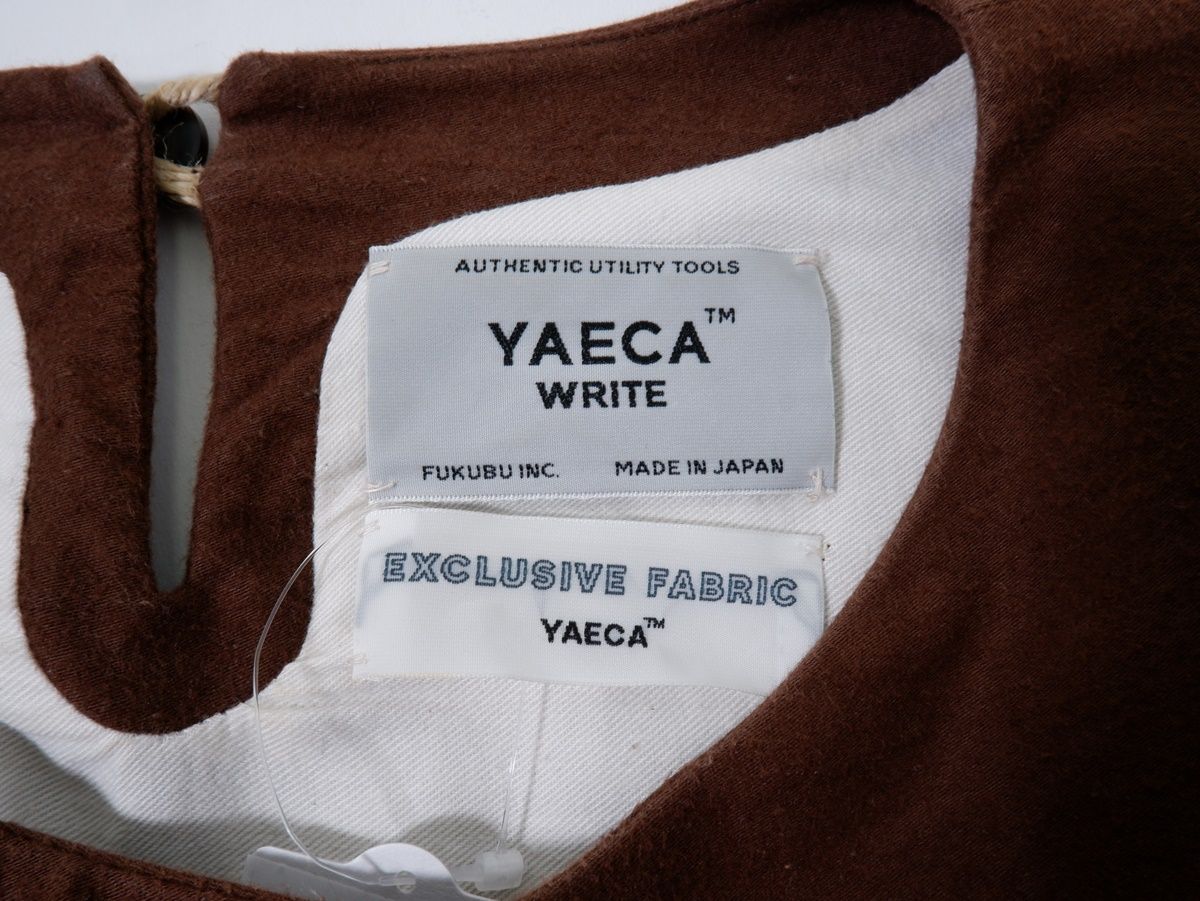 AUTHENTIC UTILITY TOOLS
YAECA™
WRITE
FUKUBU INC. MADE IN JAPAN
EXCLUSIVE FABRIC
YAECA™